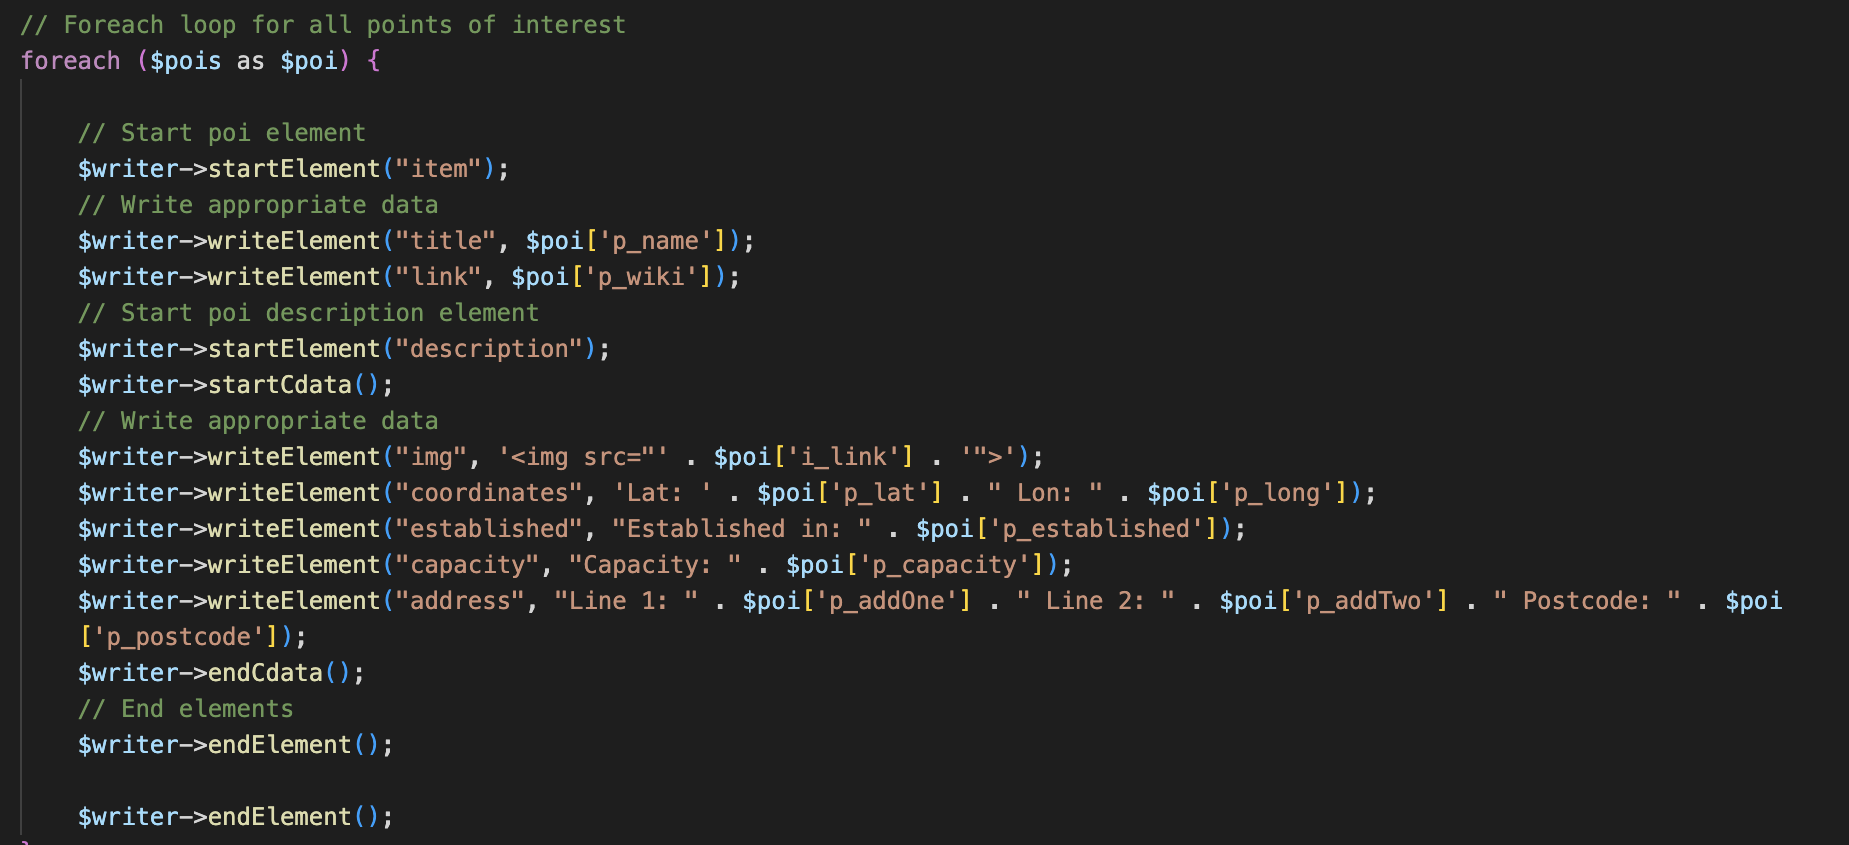 // Foreach loop for all points of interest
foreach ($pois as $poi) {
// Start poi element
$writer->startElement("item");
// Write appropriate data
$writer->writeElement("title", $poi['p_name']);
$writer->writeElement("link", $poi['p_wiki']);
// Start poi description element
$writer->startElement("description");
$writer->startCdata();
// Write appropriate data
$writer->writeElement("img", '<img src="' . $poi['i_link'] . '">');
$writer->writeElement("coordinates", 'Lat: ' . $poi['p_lat'] . " Lon: " . $poi['p_long']);
$writer->writeElement("established", "Established in: " . $poi['p_established']);
$writer->writeElement("capacity", "Capacity: " . $poi['p_capacity']);
$writer->writeElement("address", "Line 1: " . $poi['p_addOne'] . " Line 2: " . $poi['p_addTwo'] . " Postcode: " . $poi
['p_postcode']);
$writer->endCdata();
// End elements
$writer->endElement();
$writer->endElement();
}